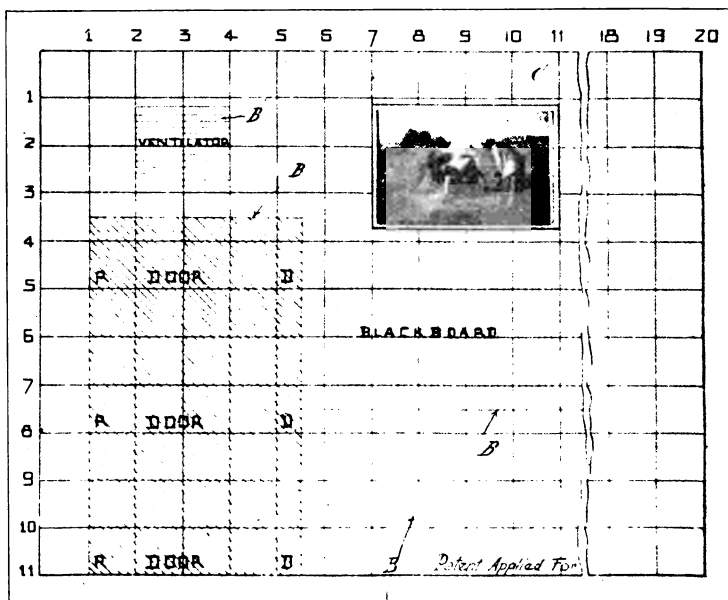 1 2 3 4 5 7 8 9 10 11 17 18 19 20
1
B
2
VENTILATOR
B
3
4
R DOOR D
5
BLACKBOARD
6
7
R DOOR D
8
B
9
10
R DOOR D
B
Patent Applied For
11